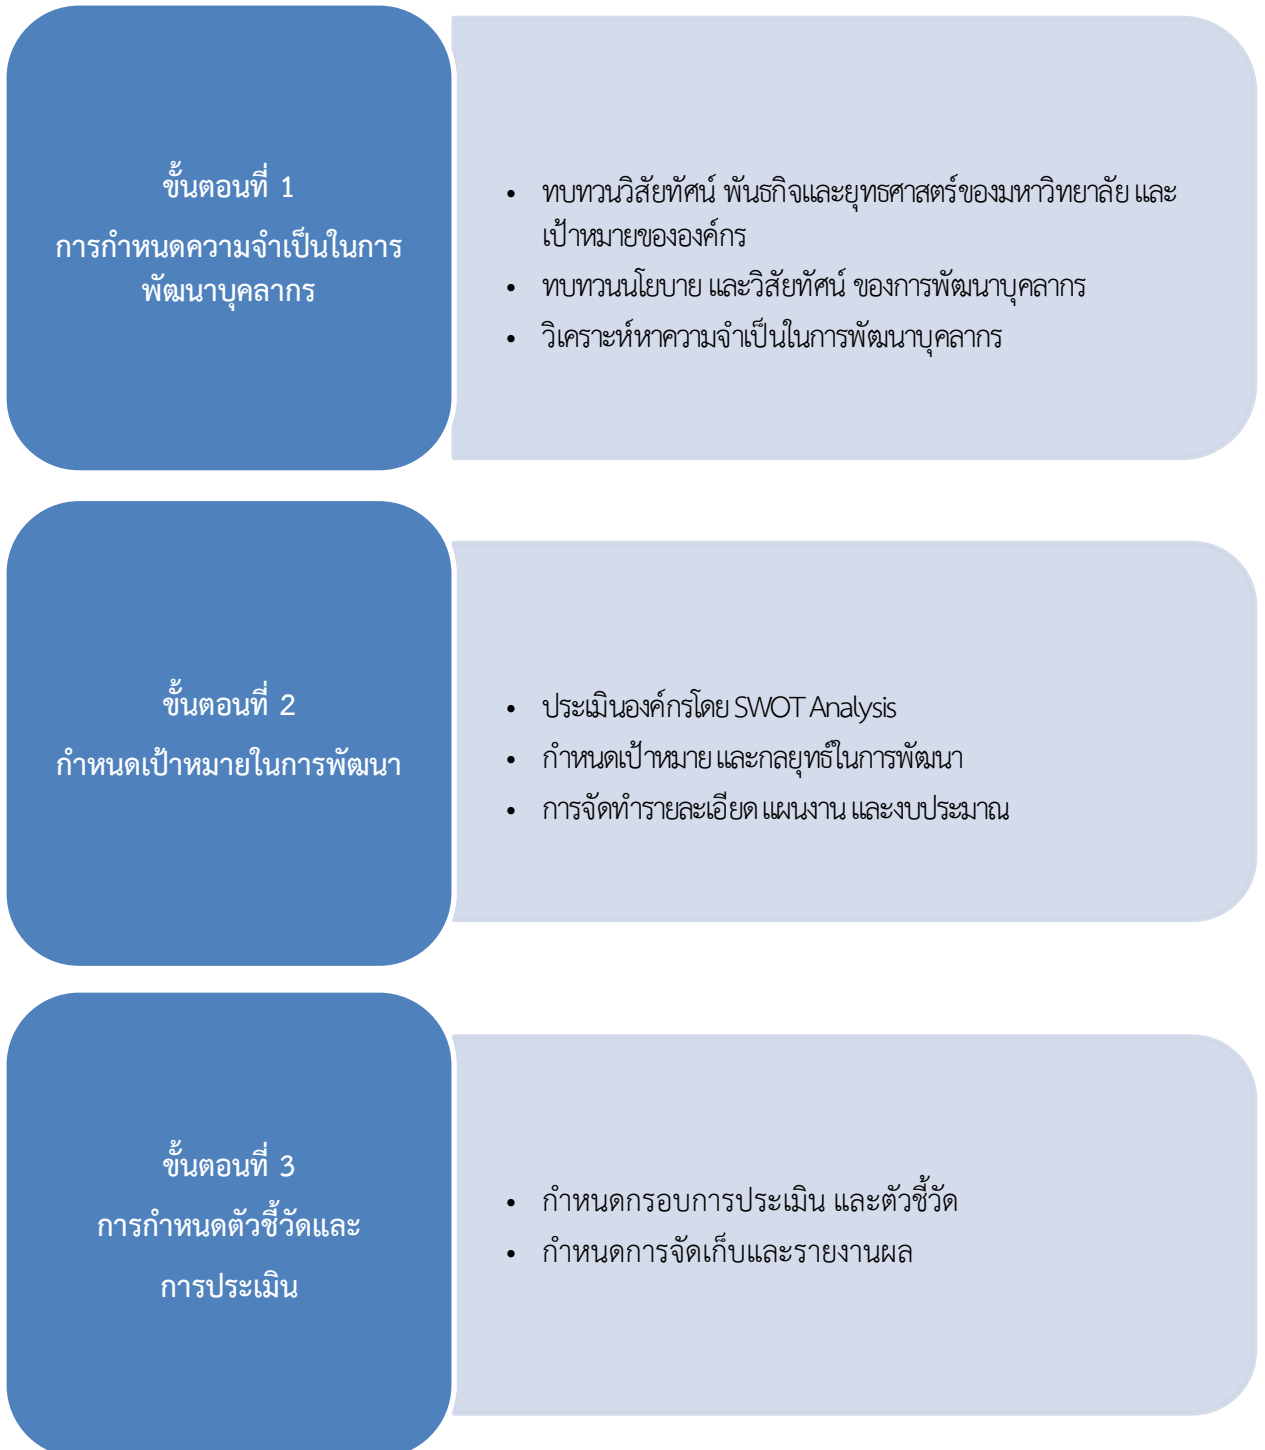 ขั้นตอนที่ 1
การกำหนดความจำเป็นในการ
พัฒนาบุคลากร
• ทบทวนวิสัยทัศน์ พันธกิจและยุทธศาสตร์ของมหาวิทยาลัย และ
เป้าหมายขององค์กร
• ทบทวนนโยบาย และวิสัยทัศน์ ของการพัฒนาบุคลากร
• วิเคราะห์หาความจำเป็นในการพัฒนาบุคลากร
ขั้นตอนที่ 2
กำหนดเป้าหมายในการพัฒนา
• ประเมินองค์กรโดย SWOT Analysis
• กำหนดเป้าหมาย และกลยุทธ์ในการพัฒนา
• การจัดทำรายละเอียด แผนงาน และงบประมาณ
ขั้นตอนที่ 3
การกำหนดตัวชี้วัดและ
การประเมิน
• กำหนดกรอบการประเมิน และตัวชี้วัด
• กำหนดการจัดเก็บและรายงานผล